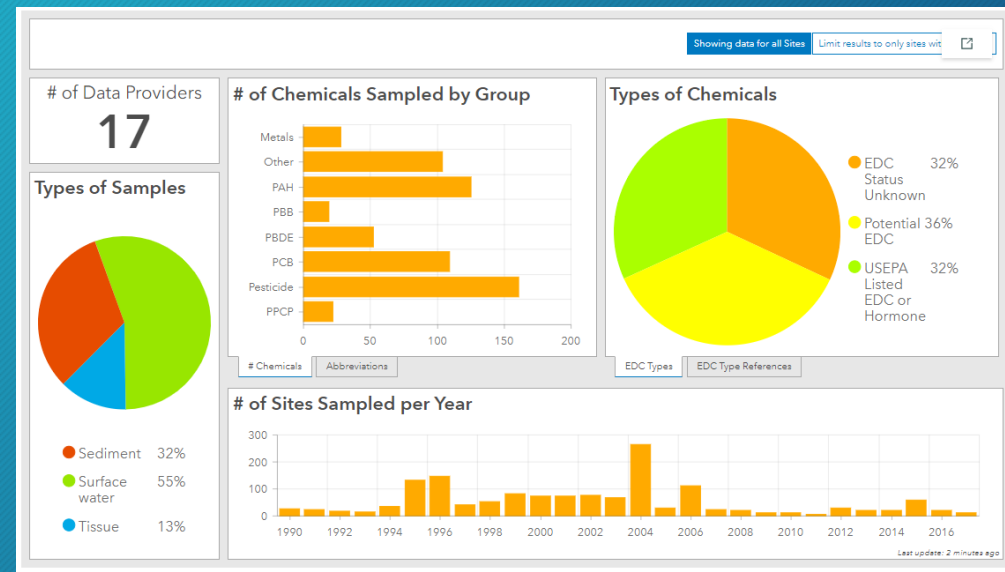 Showing data for all Sites
Limit results to only sites
# of Data Providers
17
Types of Samples
Sediment 32%
Surface 55%
water
Tissue 13%
# of Chemicals Sampled by Group
Metals
Other
PAH
PBB
PBDE
PCB
Pesticide
PPCP
0 50 100 150 200
# Chemicals
Abbreviations
Types of Chemicals
EDC 32%
Status
Unknown
Potential 36%
EDC
USEPA 32%
Listed
EDC or
Hormone
EDC Types
EDC Type References
# of Sites Sampled per Year
300
200
100
0
1990 1992 1994 1996 1998 2000 2002 2004 2006 2008 2010 2012 2014 2016
Last update: 2 minutes ago